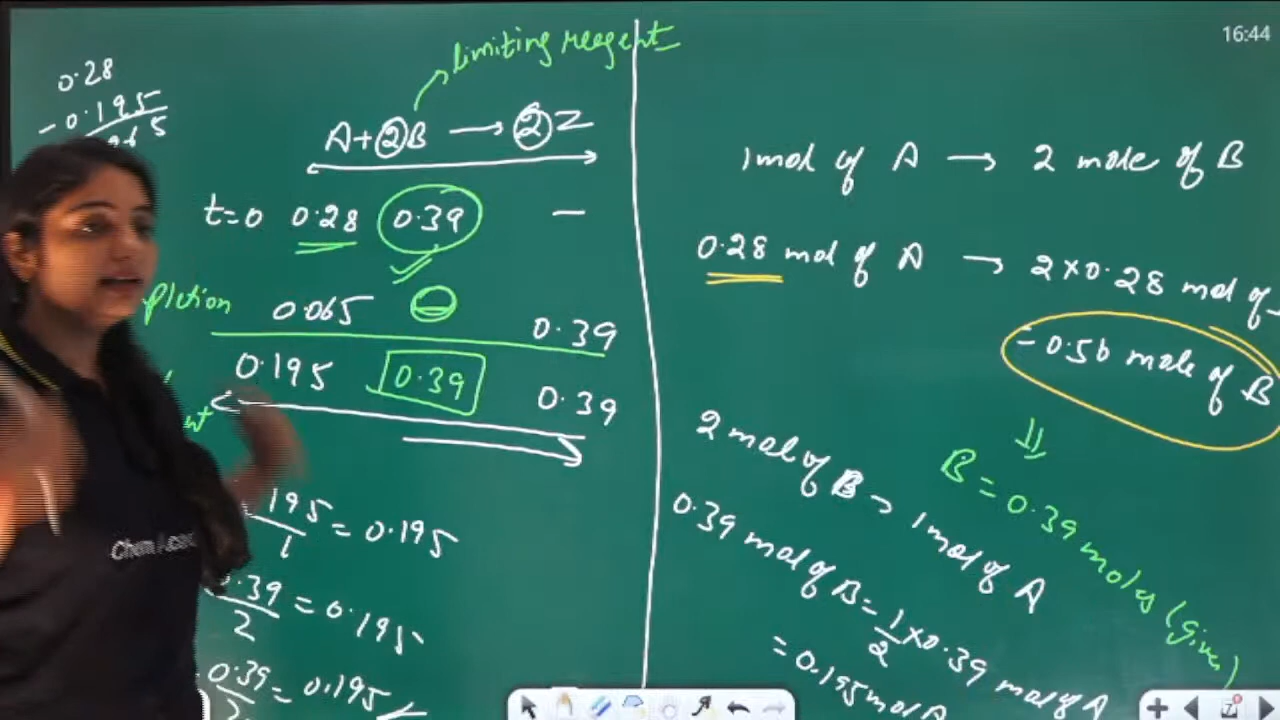 16:44
0.28
- 0.195
limiting reagent
A + 2B → 2Z
t=0 0.28 0.39 —
pletion 0.065 0.39
0.195 0.39 0.39
195/1 = 0.195
0.39/2 = 0.195
0.39/2 = 0.195
1 mol of A → 2 mole of B
0.28 mol of A → 2×0.28 mol of
- 0.56 mole of B
⇓
B = 0.39 moles (given)
2 mol of B → 1 mol of A
0.39 mol of B = 1/2 × 0.39 mol of A
= 0.195 mol A